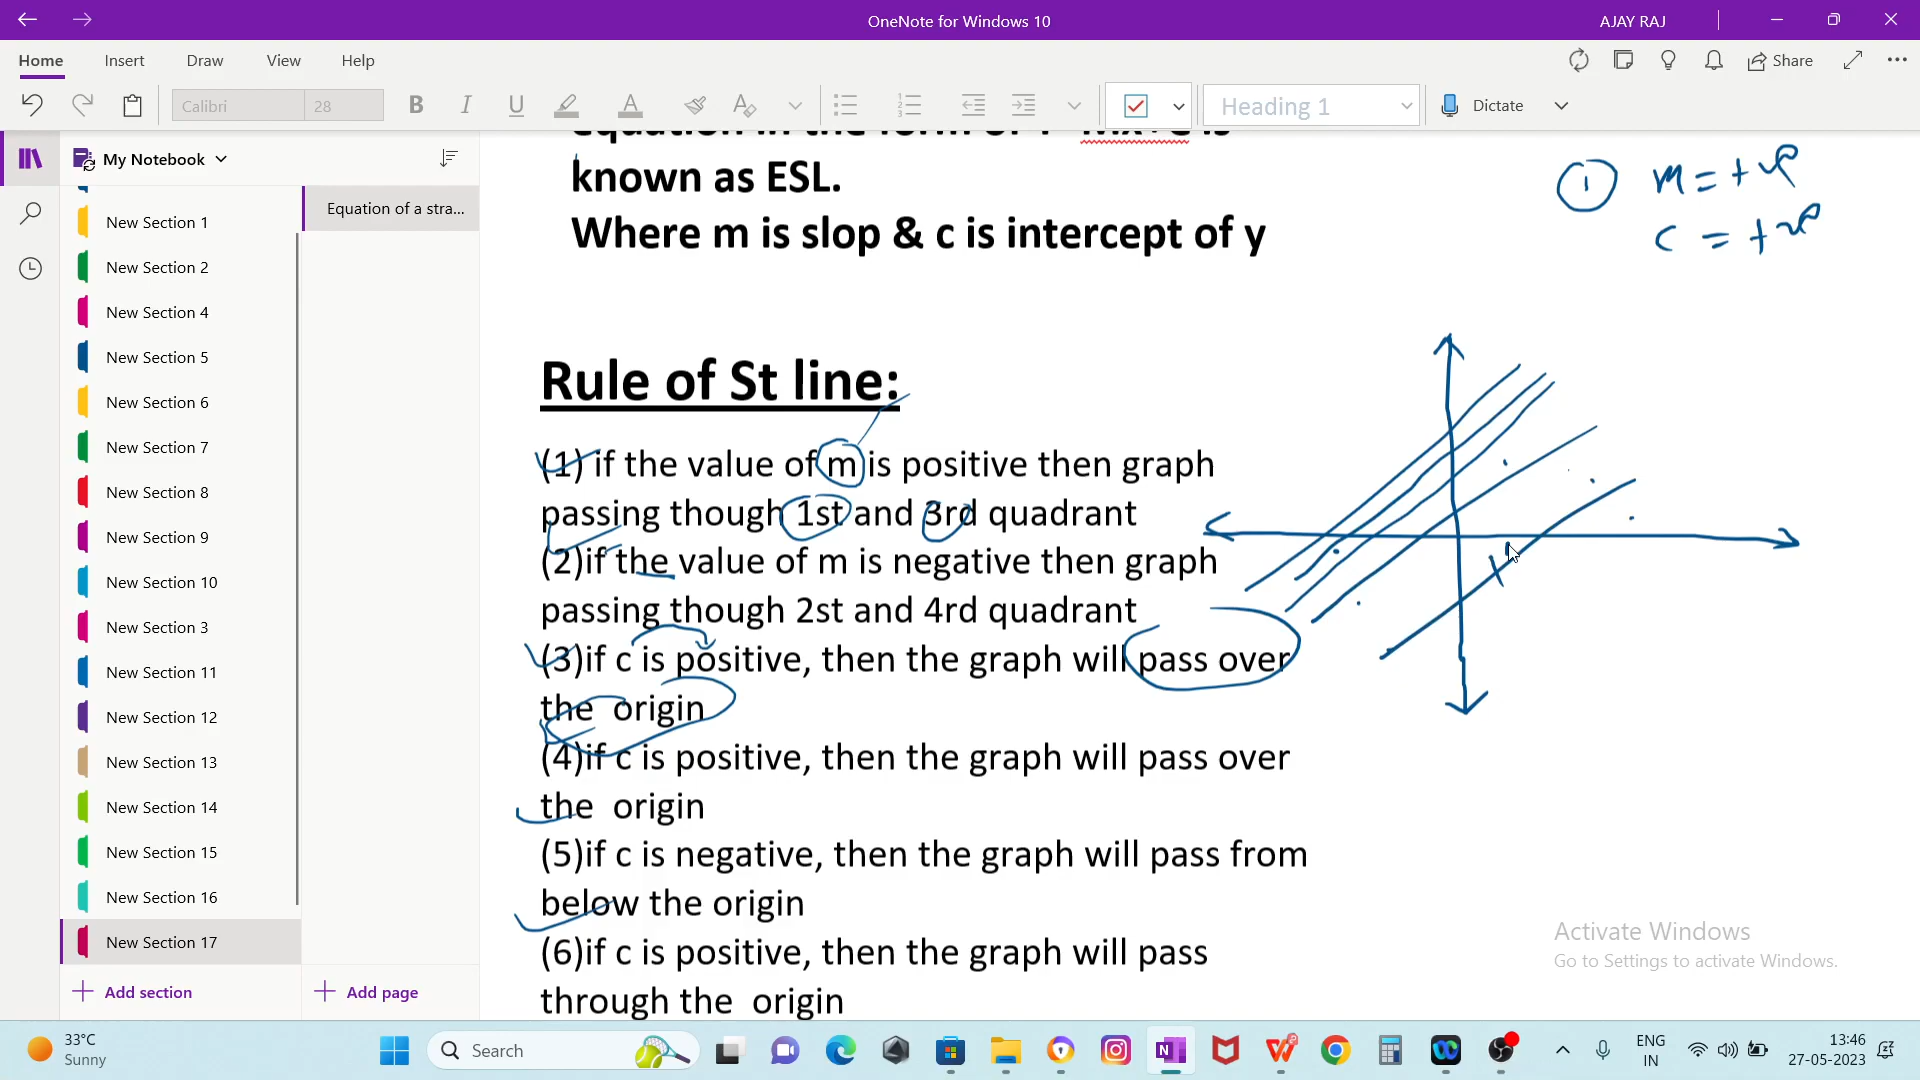 OneNote for Windows 10
AJAY RAJ
Home Insert Draw View Help
Share
Calibri 28
Heading 1
Dictate
My Notebook
New Section 1
New Section 2
New Section 4
New Section 5
New Section 6
New Section 7
New Section 8
New Section 9
New Section 10
New Section 3
New Section 11
New Section 12
New Section 13
New Section 14
New Section 15
New Section 16
New Section 17
Add section
Equation of a stra...
Add page
known as ESL.
Where m is slop & c is intercept of y
Rule of St line:
(1) if the value of m is positive then graph
passing though 1st and 3rd quadrant
(2)if the value of m is negative then graph
passing though 2st and 4rd quadrant
(3)if c is positive, then the graph will pass over
the origin
(4)if c is positive, then the graph will pass over
the origin
(5)if c is negative, then the graph will pass from
below the origin
(6)if c is positive, then the graph will pass
through the origin
1 m = +ve
c = +ve
Activate Windows
Go to Settings to activate Windows.
33°C
Sunny
Search
ENG
IN
13:46
27-05-2023